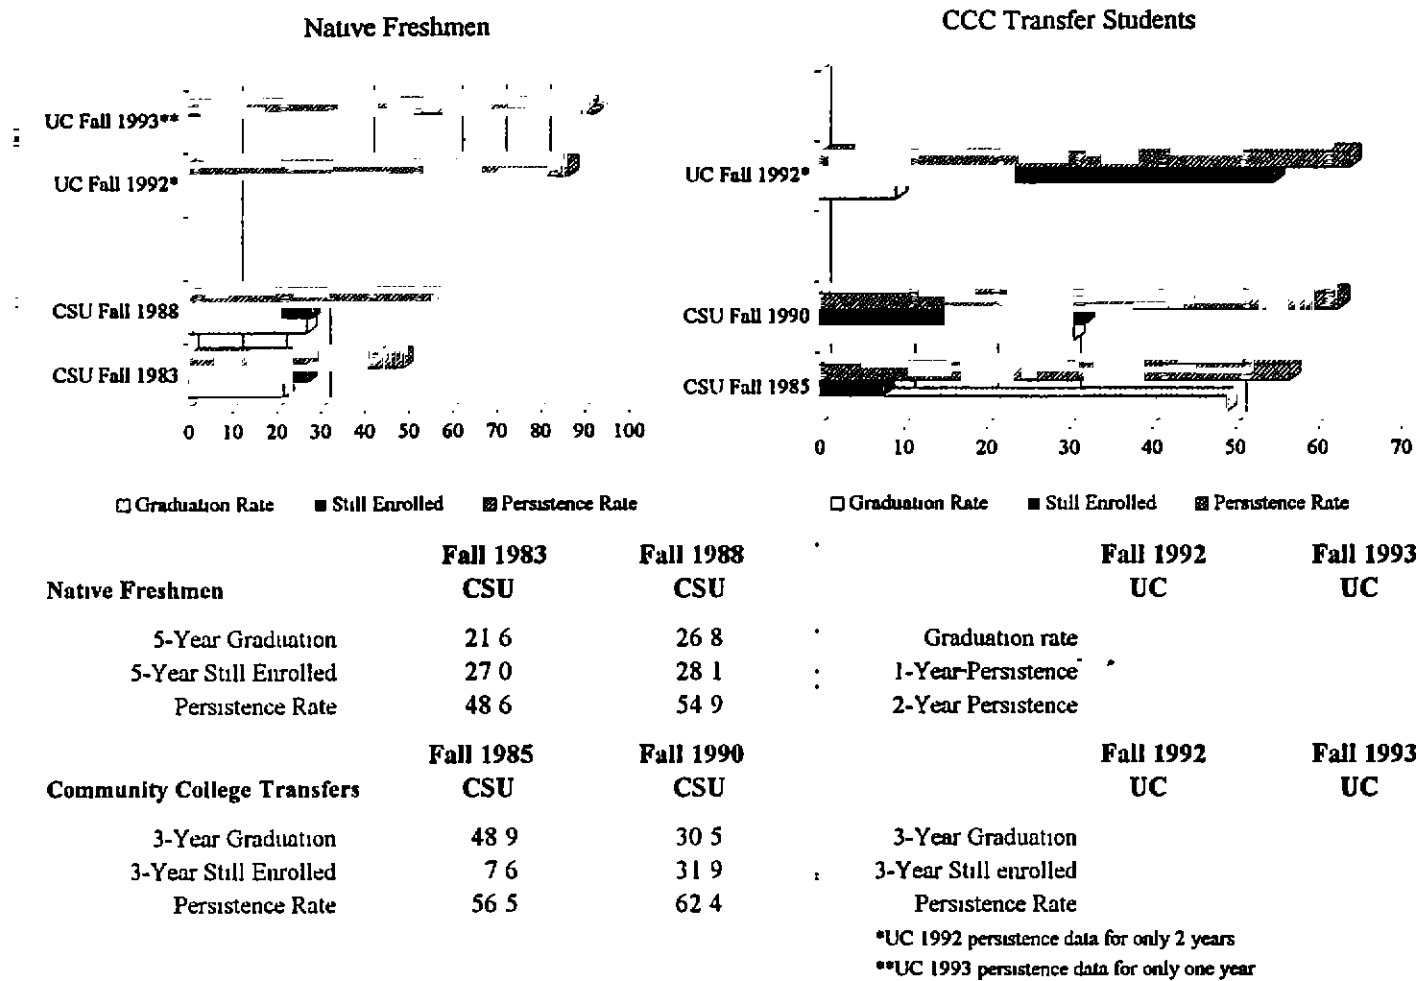 Native Freshmen
UC Fall 1993**
UC Fall 1992*
CSU Fall 1988
CSU Fall 1983
0 10 20 30 40 50 60 70 80 90 100
Graduation Rate Still Enrolled Persistence Rate
CCC Transfer Students
UC Fall 1992*
CSU Fall 1990
CSU Fall 1985
0 10 20 30 40 50 60 70
Graduation Rate Still Enrolled Persistence Rate
Fall 1983 Fall 1988
Native Freshmen CSU CSU
5-Year Graduation 21 6 26 8
5-Year Still Enrolled 27 0 28 1
Persistence Rate 48 6 54 9
Fall 1992 Fall 1993
UC UC
Graduation rate
1-Year-Persistence
2-Year Persistence
Fall 1985 Fall 1990
Community College Transfers CSU CSU
3-Year Graduation 48 9 30 5
3-Year Still Enrolled 7 6 31 9
Persistence Rate 56 5 62 4
Fall 1992 Fall 1993
UC UC
3-Year Graduation
3-Year Still enrolled
Persistence Rate
*UC 1992 persistence data for only 2 years
**UC 1993 persistence data for only one year